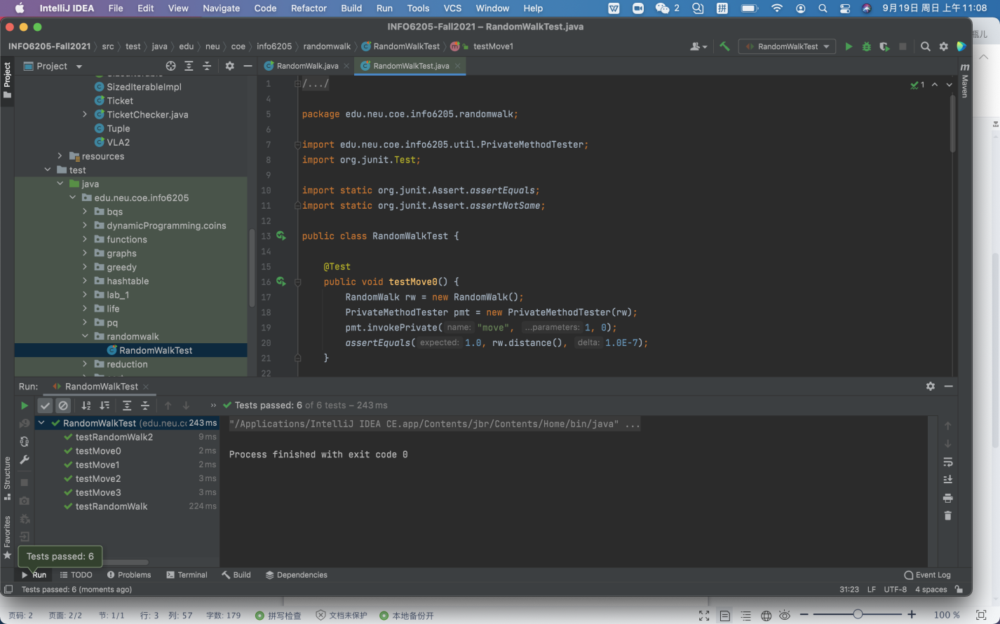 IntelliJ IDEA File Edit View Navigate Code Refactor Build Run Tools VCS Window Help 2 拼 9月19日 周日 上午11:08
INFO6205-Fall2021 – RandomWalkTest.java
瓶儿
INFO6205-Fall2021 src test java edu neu coe info6205 randomwalk RandomWalkTest testMove1 RandomWalkTest
Project
Project
RandomWalk.java RandomWalkTest.java
Maven
SizedIterableImpl
Ticket
TicketChecker.java
Tuple
VLA2
resources
test
java
edu.neu.coe.info6205
bqs
dynamicProgramming.coins
functions
graphs
greedy
hashtable
lab_1
life
pq
randomwalk
RandomWalkTest
reduction
1 /.../
1
4
5 package edu.neu.coe.info6205.randomwalk;
6
7 import edu.neu.coe.info6205.util.PrivateMethodTester;
8 import org.junit.Test;
9
10 import static org.junit.Assert.assertEquals;
11 import static org.junit.Assert.assertNotSame;
12
13 public class RandomWalkTest {
14
15 @Test
16 public void testMove0() {
17 RandomWalk rw = new RandomWalk();
18 PrivateMethodTester pmt = new PrivateMethodTester(rw);
19 pmt.invokePrivate( name: "move", ...parameters: 1, 0);
20 assertEquals( expected: 1.0, rw.distance(), delta: 1.0E-7);
21 }
22
Run: RandomWalkTest
Tests passed: 6 of 6 tests – 243 ms
RandomWalkTest (edu.neu.co 243 ms
testRandomWalk2 9 ms
testMove0 2 ms
testMove1 2 ms
testMove2 3 ms
testMove3 3 ms
testRandomWalk 224 ms
"/Applications/IntelliJ IDEA CE.app/Contents/jbr/Contents/Home/bin/java" ...
Process finished with exit code 0
Structure
Favorites
Tests passed: 6
Run TODO Problems Terminal Build Dependencies Event Log
Tests passed: 6 (moments ago) 31:23 LF UTF-8 4 spaces
页码: 2 页面: 2/2 节: 1/1 行: 3 列: 57 字数: 179 拼写检查 文档未保护 本地备份开 100 %